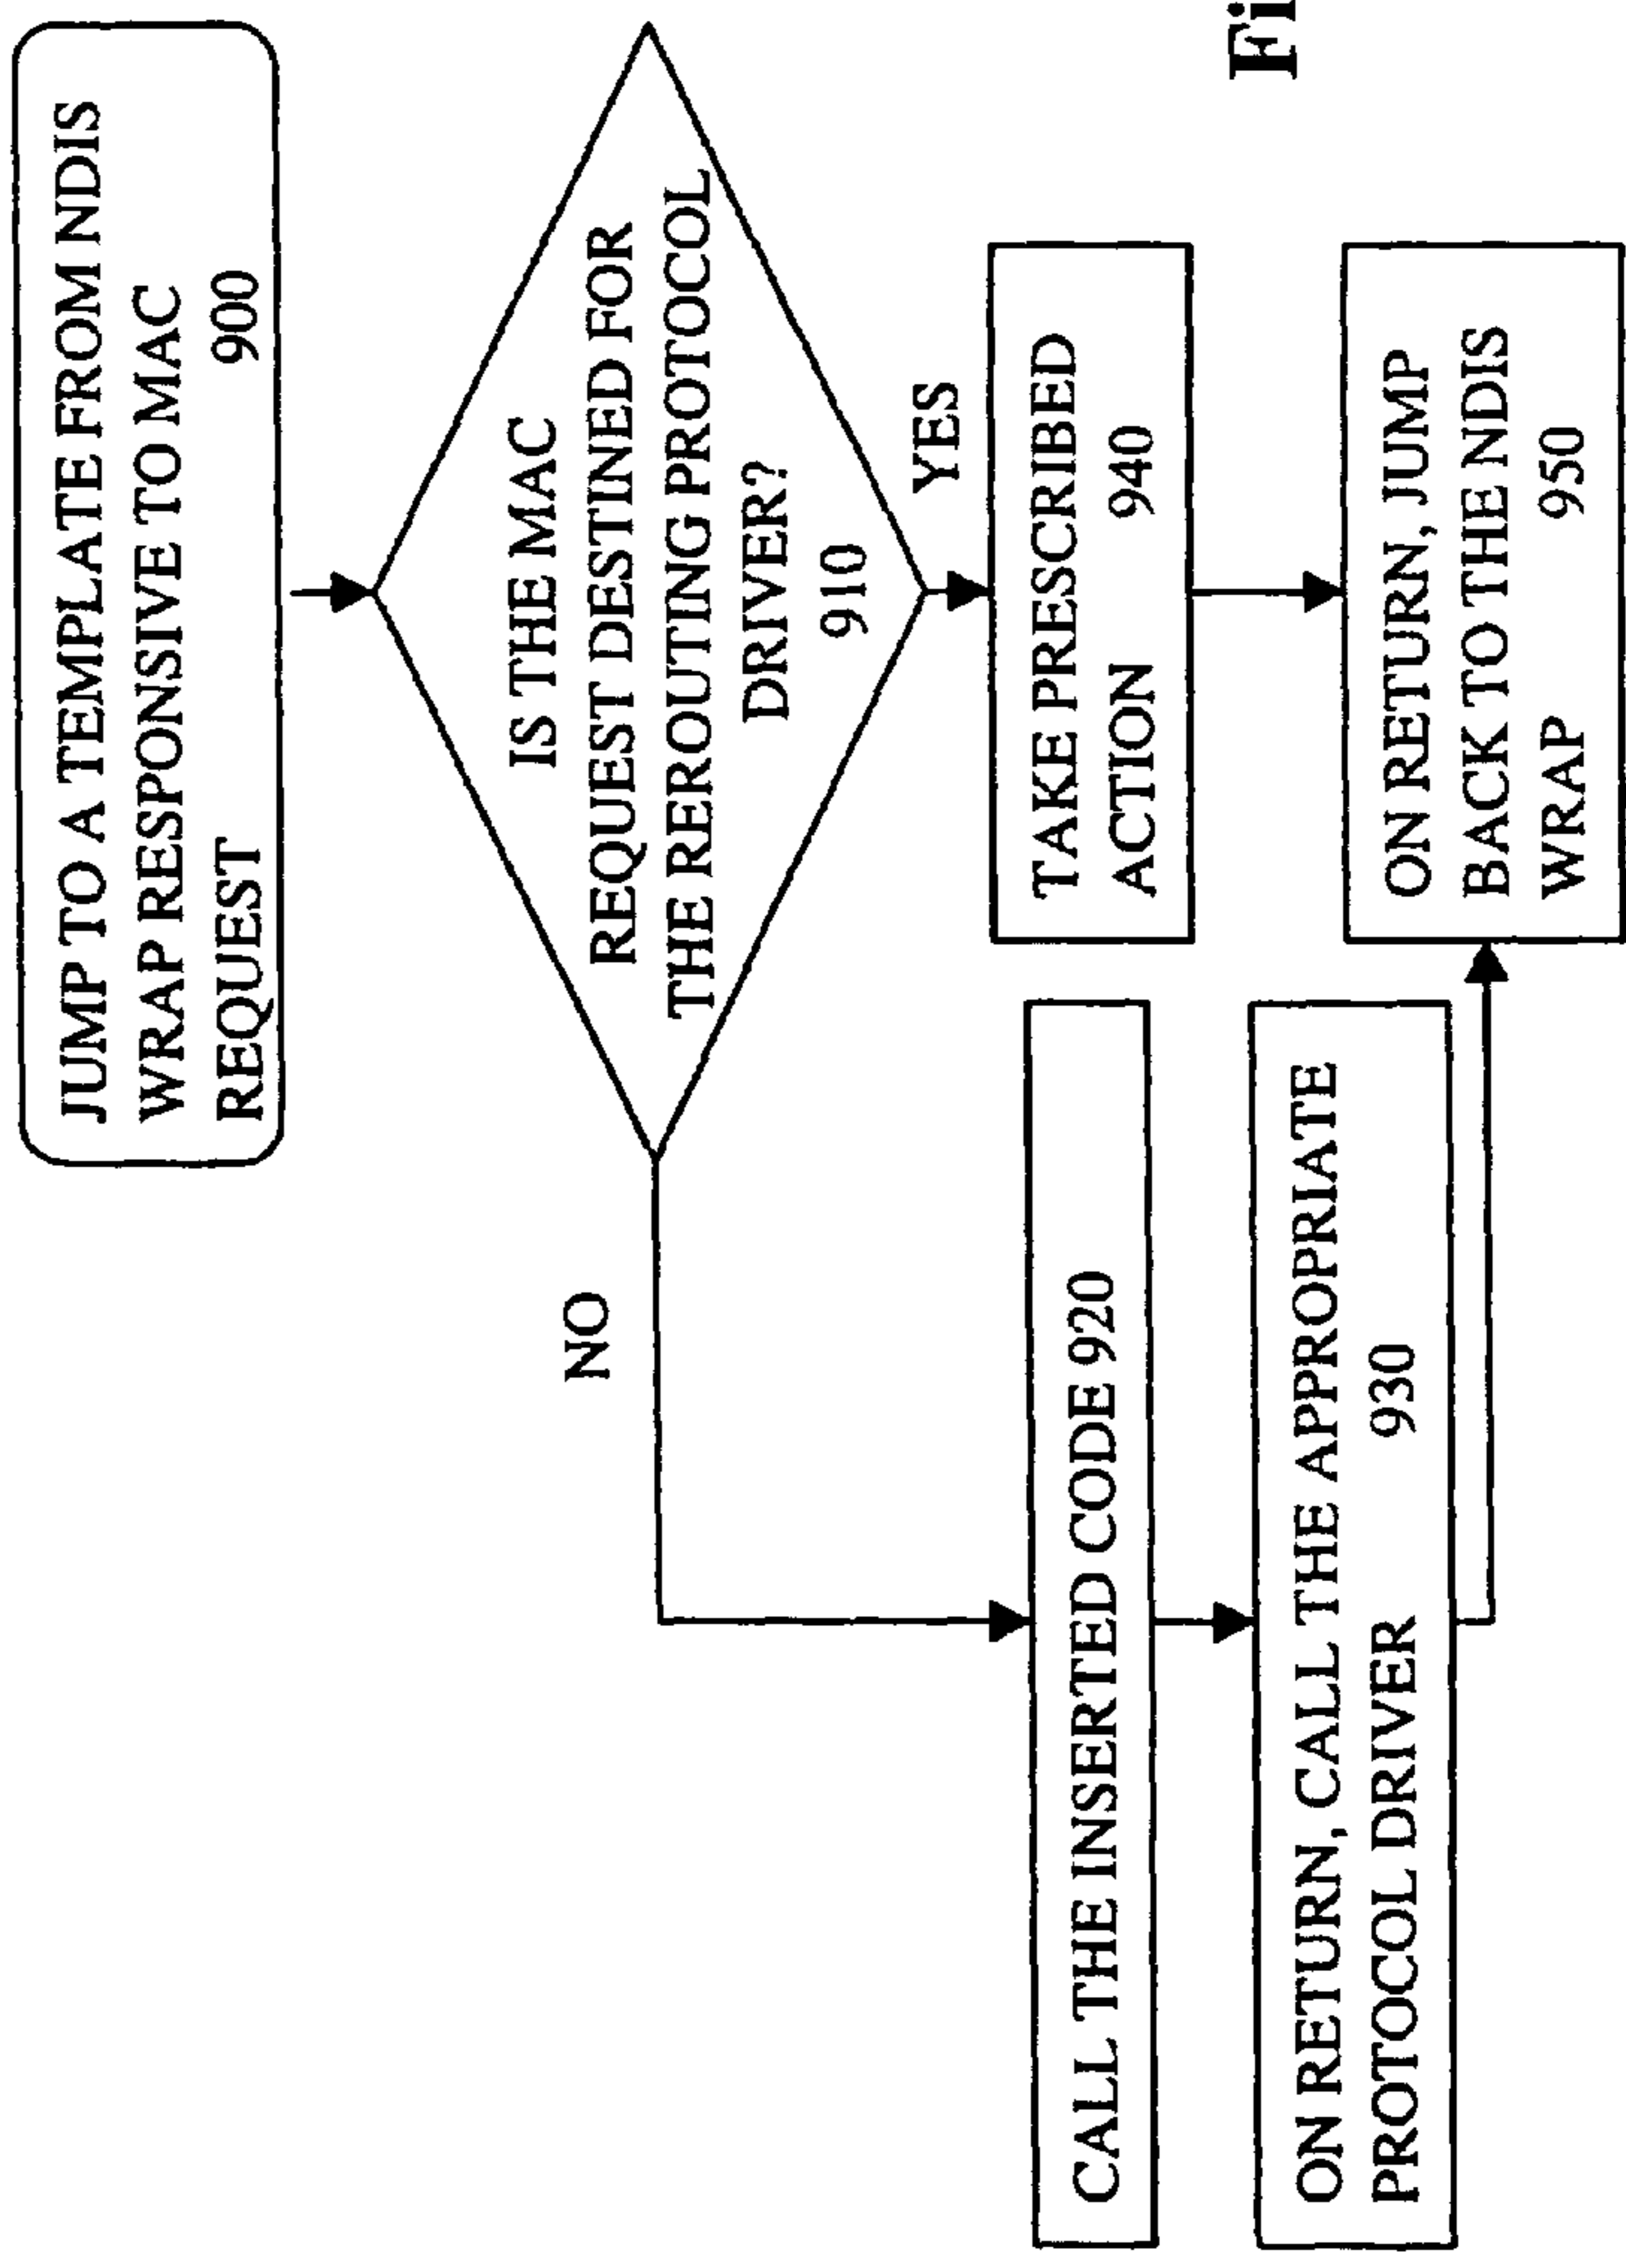 JUMP TO A TEMPLATE FROM NDIS
WRAP RESPONSIVE TO MAC
REQUEST 900
IS THE MAC
REQUEST DESTINED FOR
THE REROUTING PROTOCOL
DRIVER?
910
NO
YES
CALL THE INSERTED CODE 920
ON RETURN, CALL THE APPROPRIATE
PROTOCOL DRIVER 930
TAKE PRESCRIBED
ACTION 940
ON RETURN, JUMP
BACK TO THE NDIS
WRAP 950
Fi